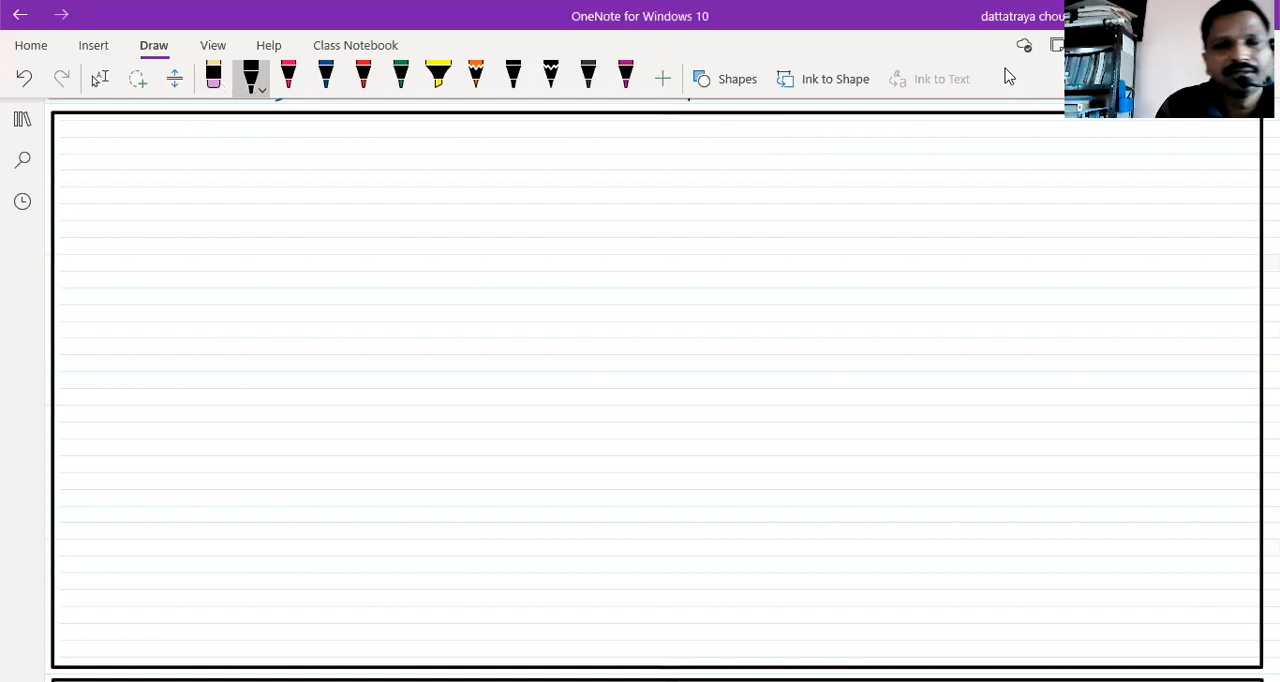 OneNote for Windows 10
dattatraya chou
Home Insert Draw View Help Class Notebook
Shapes Ink to Shape Ink to Text